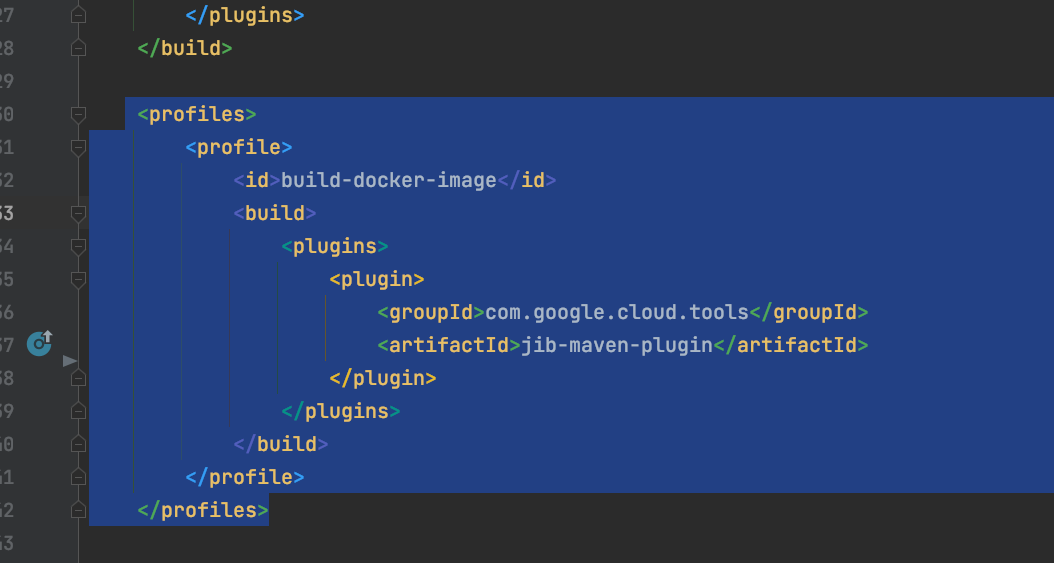 27 </plugins>
28 </build>
29
30 <profiles>
31 <profile>
32 <id>build-docker-image</id>
33 <build>
34 <plugins>
35 <plugin>
36 <groupId>com.google.cloud.tools</groupId>
37 <artifactId>jib-maven-plugin</artifactId>
38 </plugin>
39 </plugins>
40 </build>
41 </profile>
42 </profiles>
43